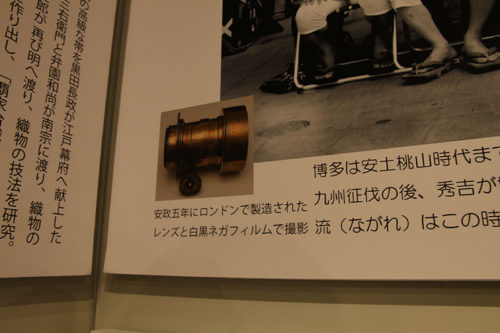 の高級な帯を黒田長政が江戸幕府へ献上した
三右衛門と弁圓和尚が南宗に渡り、織物の
郎が再び明へ渡り、織物の技法を研究。
作り出し、「覇家
安政五年にロンドンで製造された
レンズと白黒ネガフィルムで撮影
博多は安土桃山時代まで
九州征伐の後、秀吉が
流（ながれ）はこの時